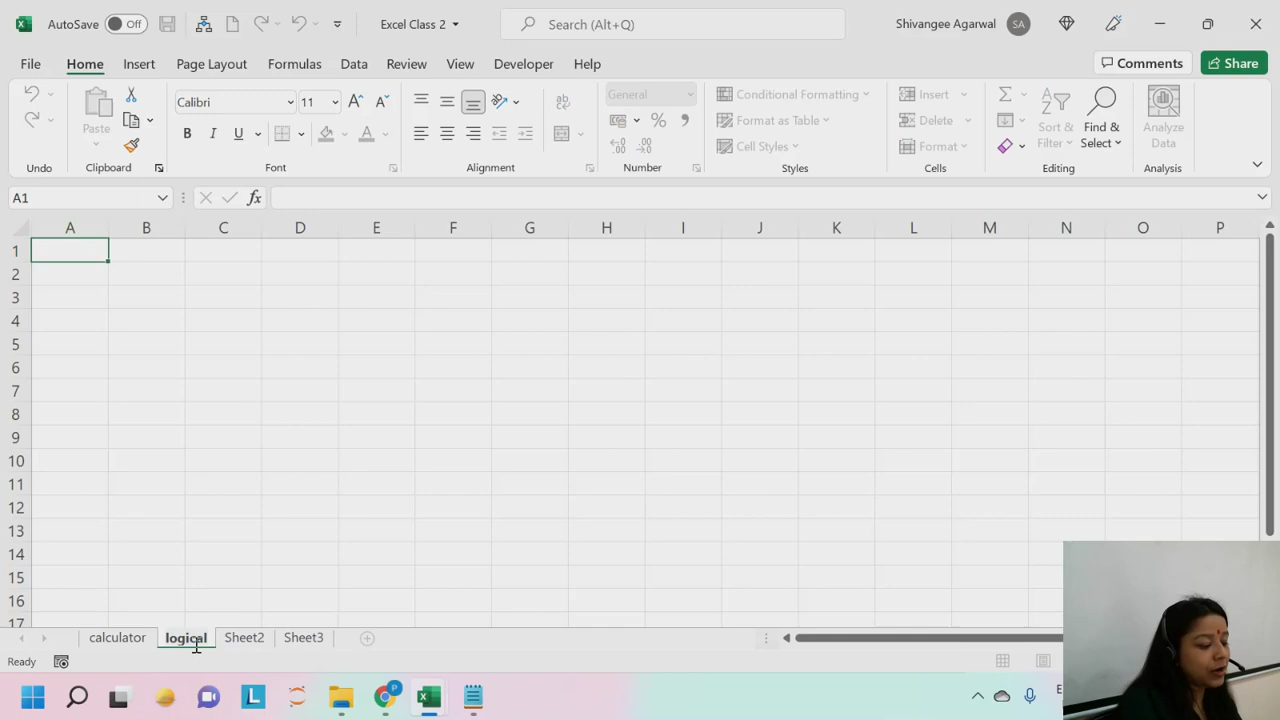 AutoSave Off Excel Class 2 Search (Alt+Q) Shivangee Agarwal SA
File Home Insert Page Layout Formulas Data Review View Developer Help Comments Share
Calibri 11 General Conditional Formatting Insert
Paste Format as Table Delete Sort & Filter Find & Select Analyze Data
Cell Styles Format
Undo Clipboard Font Alignment Number Styles Cells Editing Analysis
A1 fx
A B C D E F G H I J K L M N O P
1
2
3
4
5
6
7
8
9
10
11
12
13
14
15
16
17
calculator logical Sheet2 Sheet3
Ready